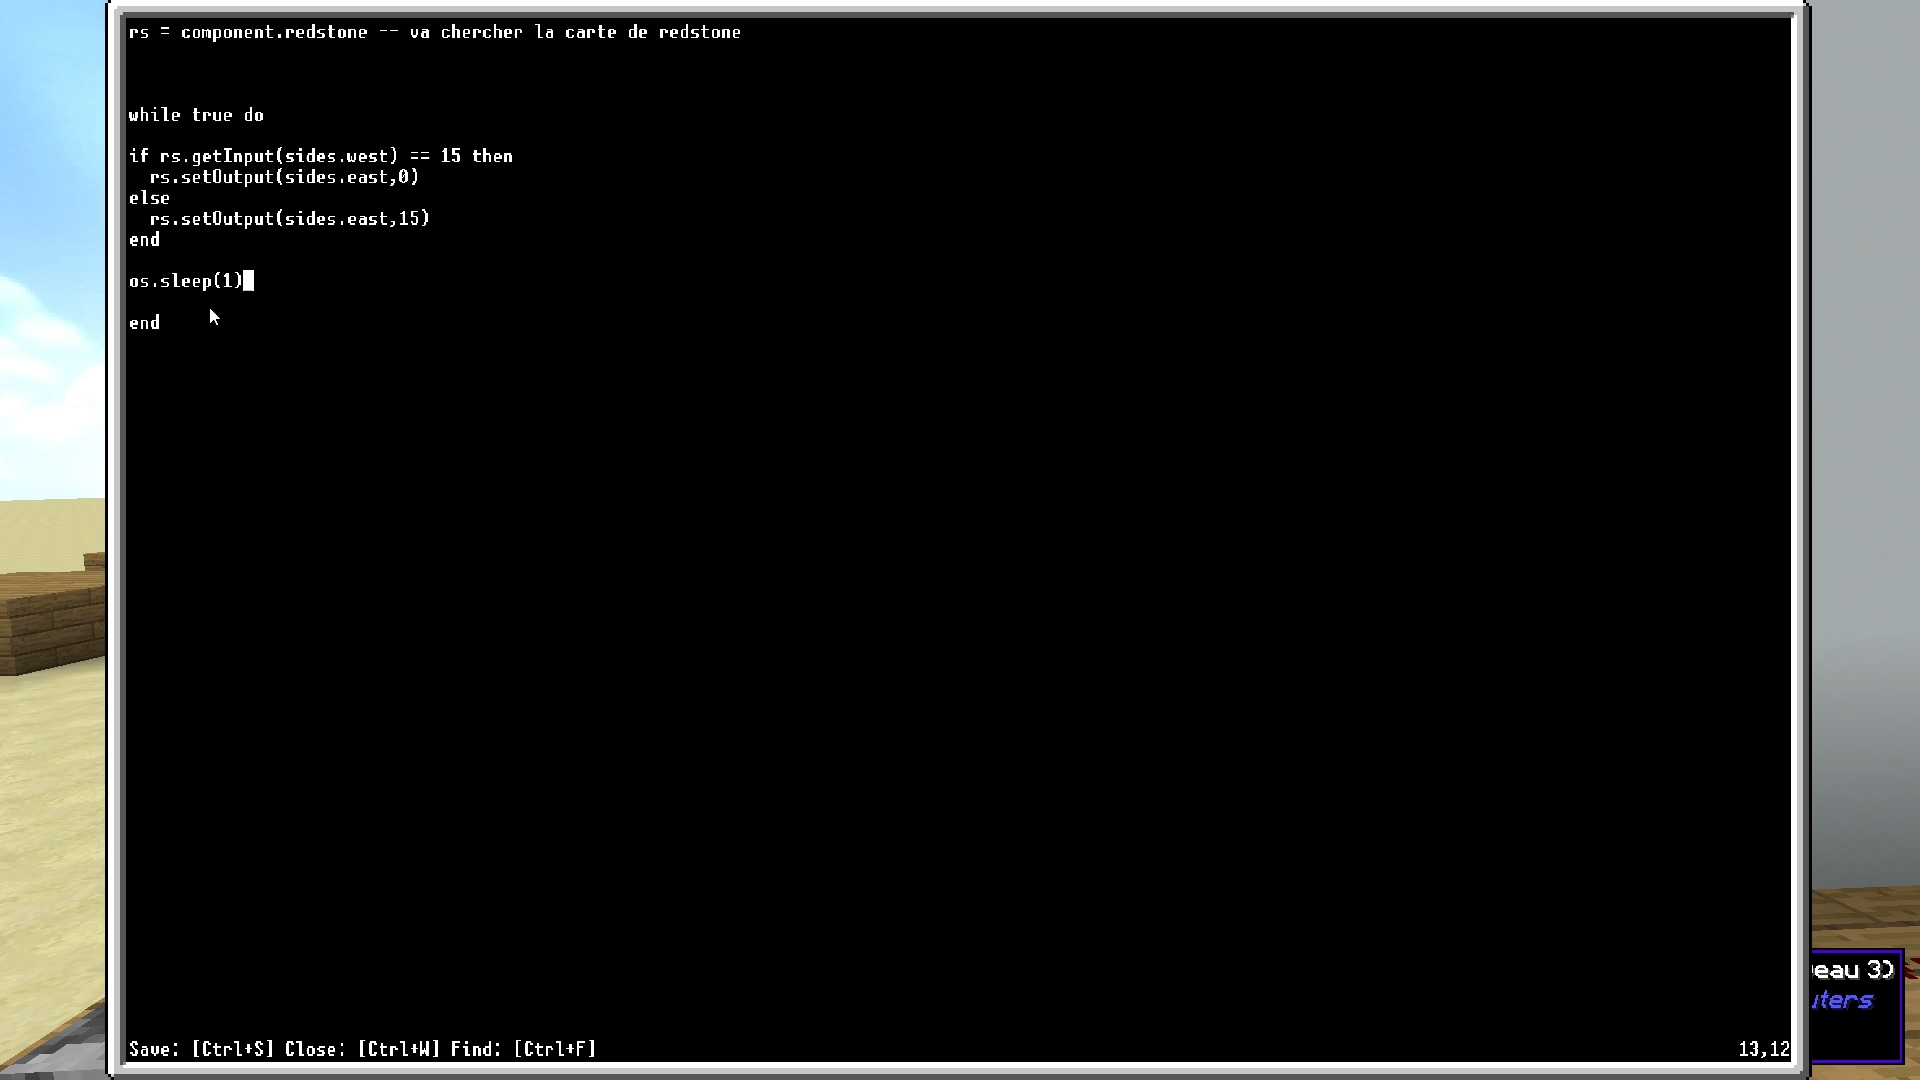 rs = component.redstone -- va chercher la carte de redstone
while true do
if rs.getInput(sides.west) == 15 then
rs.setOutput(sides.east,0)
else
rs.setOutput(sides.east,15)
end
os.sleep(1)
end
Save: [Ctrl+S] Close: [Ctrl+W] Find: [Ctrl+F]
13,12
3)